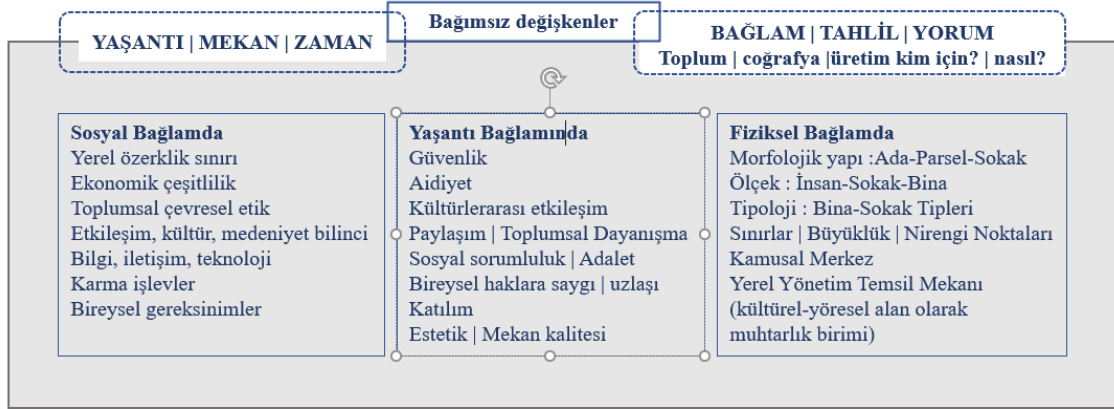 Bağımsız değişkenler
YAŞANTI | MEKAN | ZAMAN
BAĞLAM | TAHLİL | YORUM
Toplum | coğrafya |üretim kim için? | nasıl?
Sosyal Bağlamda
Yerel özerklik sınırı
Ekonomik çeşitlilik
Toplumsal çevresel etik
Etkileşim, kültür, medeniyet bilinci
Bilgi, iletişim, teknoloji
Karma işlevler
Bireysel gereksinimler
Yaşantı Bağlamında
Güvenlik
Aidiyet
Kültürlerarası etkileşim
Paylaşım | Toplumsal Dayanışma
Sosyal sorumluluk | Adalet
Bireysel haklara saygı | uzlaşı
Katılım
Estetik | Mekan kalitesi
Fiziksel Bağlamda
Morfolojik yapı :Ada-Parsel-Sokak
Ölçek : İnsan-Sokak-Bina
Tipoloji : Bina-Sokak Tipleri
Sınırlar | Büyüklük | Nirengi Noktaları
Kamusal Merkez
Yerel Yönetim Temsil Mekanı
(kültürel-yöresel alan olarak
muhtarlık birimi)